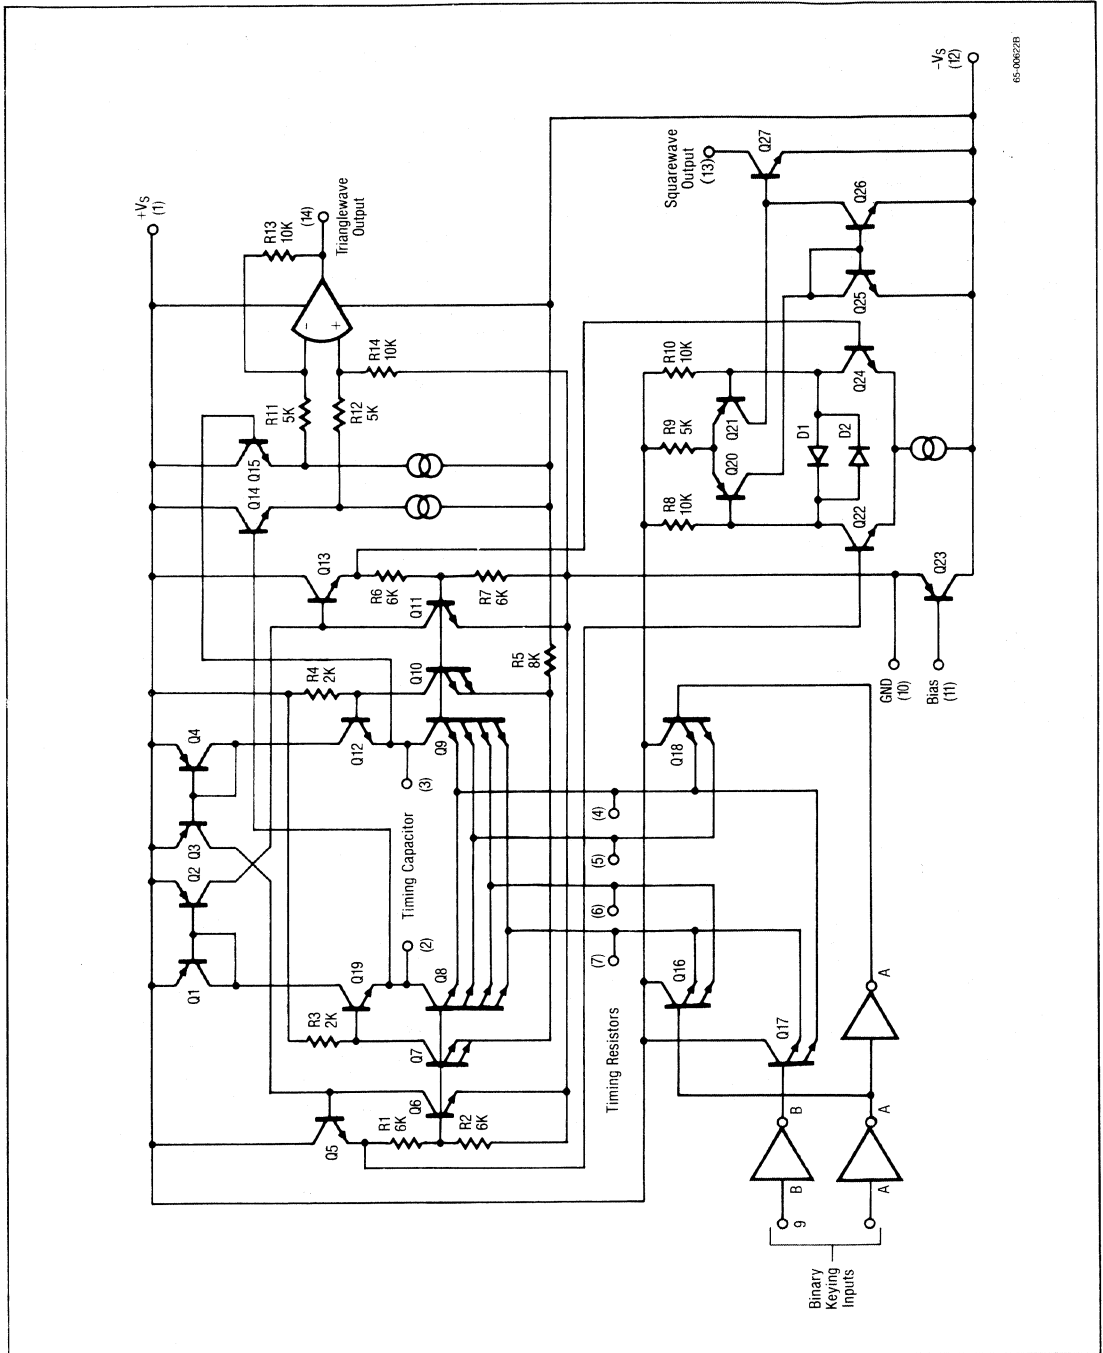 +VS
(1)
R13
10K
(14)
Trianglewave
Output
−
+
R14
10K
R11
5K
R12
5K
Q15
Q14
Q13
R6
6K
Q11
R7
6K
R4
2K
Q10
R5
8K
Q4
Q12
Q9
(3)
Q3
Q2
Timing Capacitor
(2)
Q1
Q19
Q8
R3
2K
Q7
Q6
Q5
R1
6K
R2
6K
Timing Resistors
(4)
(5)
(6)
(7)
Q18
Q16
Q17
A
B
A
B
A
9
Binary
Keying
Inputs
GND
(10)
Bias
(11)
Q23
R8
10K
R9
5K
R10
10K
Q20
Q21
D1
D2
Q22
Q24
Q25
Q26
Q27
Squarewave
Output
(13)
−VS
(12)
65-00622B